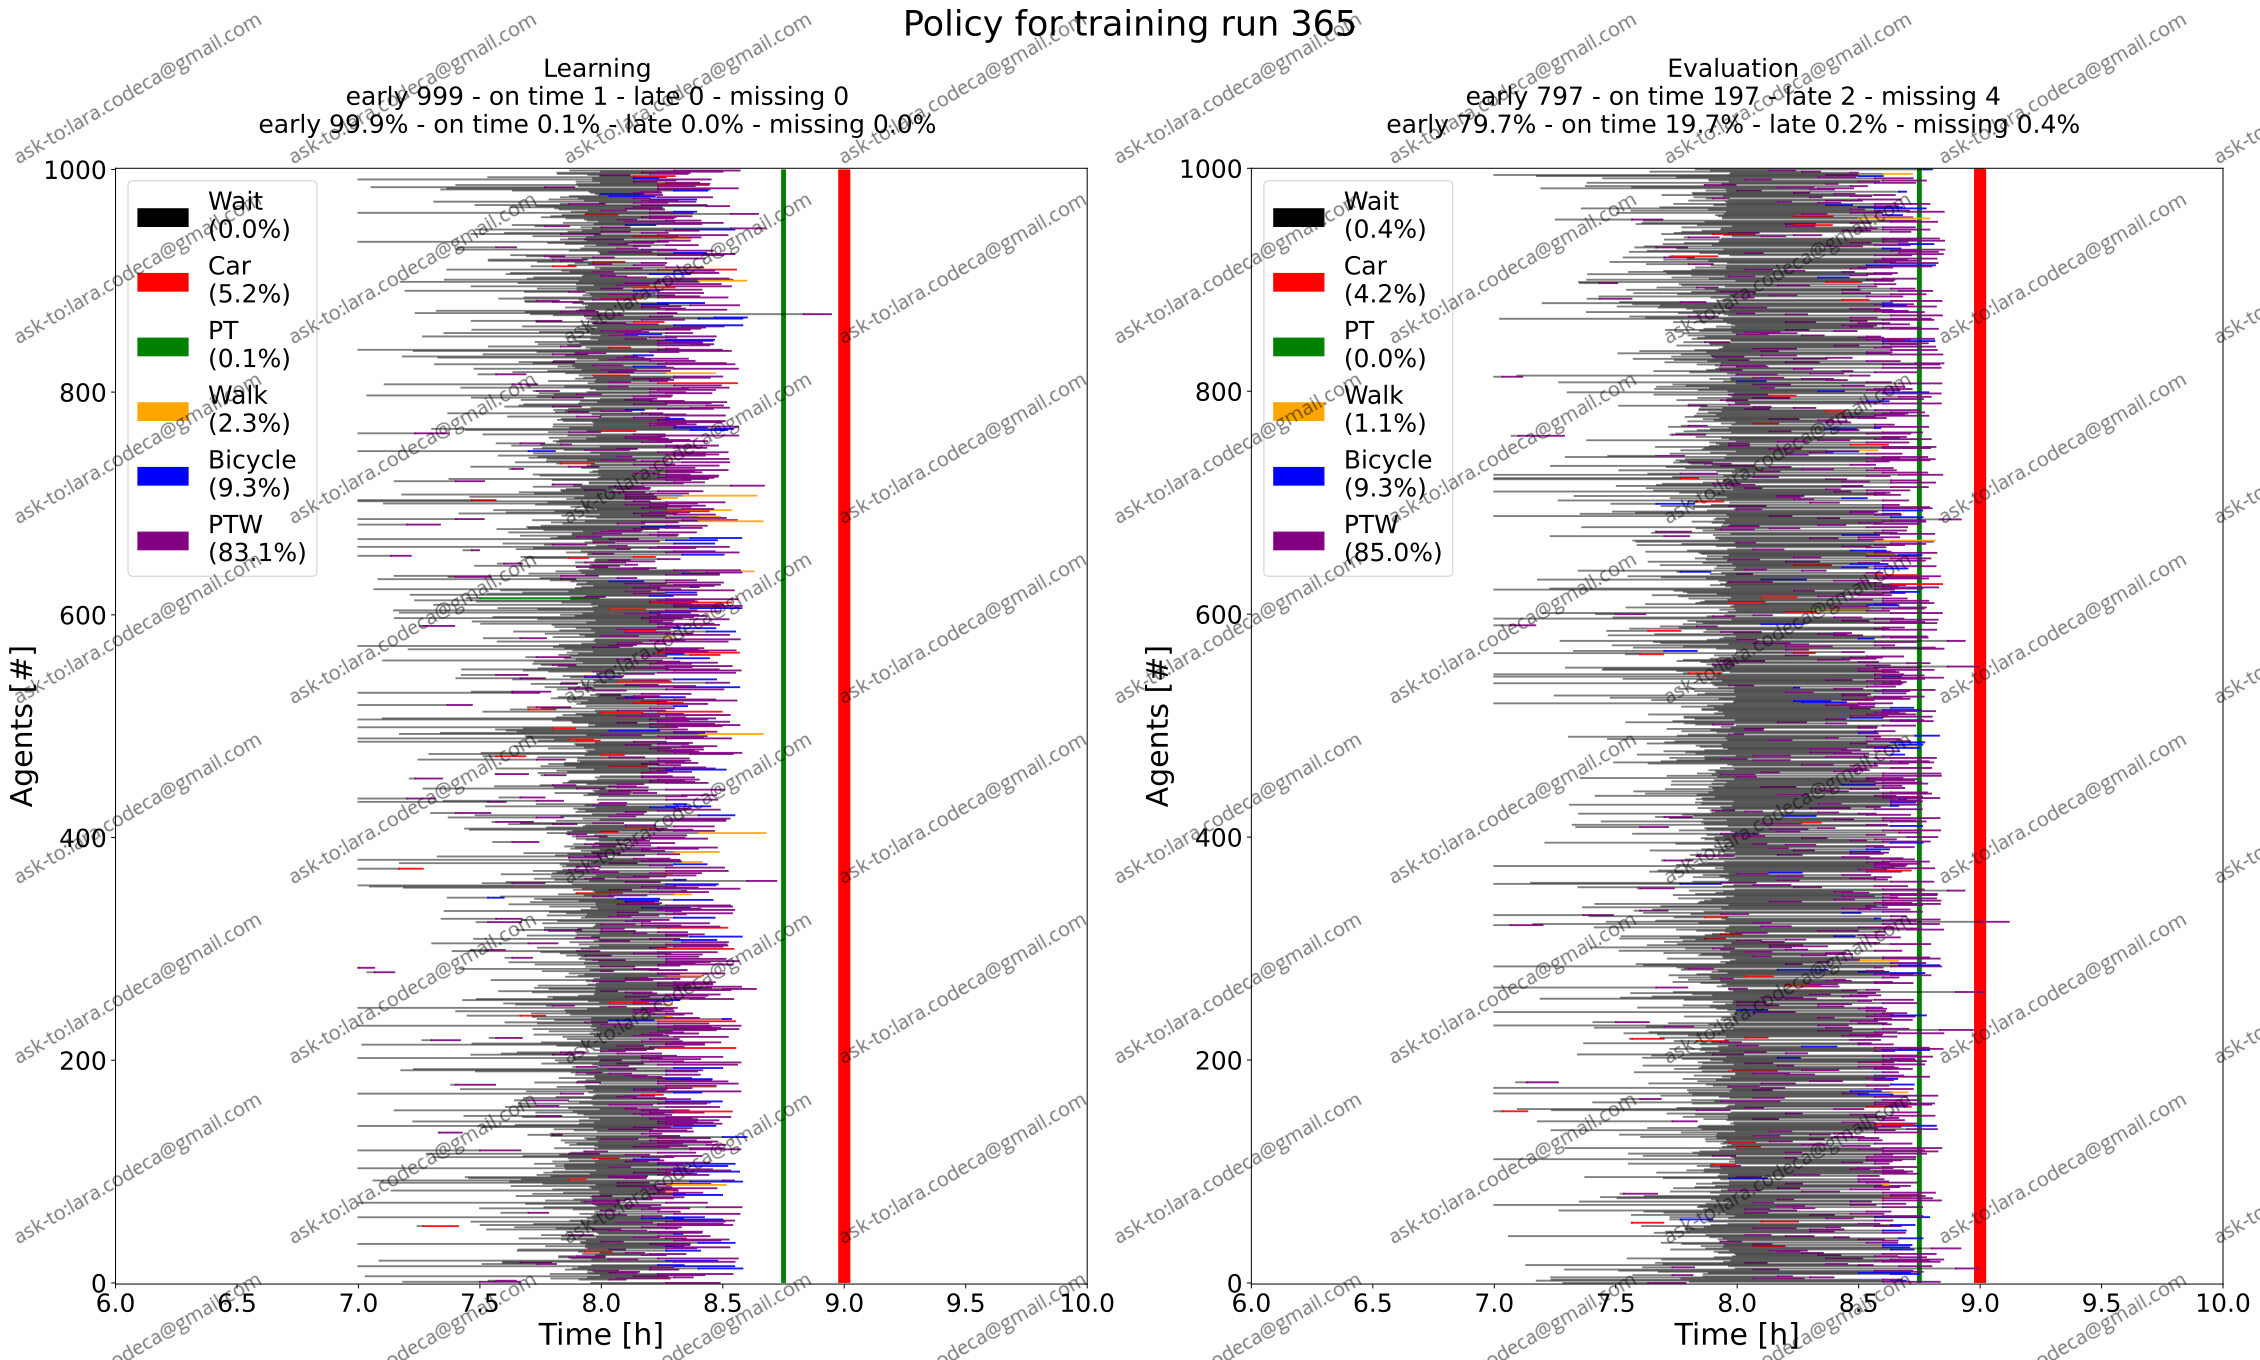 Policy for training run 365
Learning
early 999 - on time 1 - late 0 - missing 0
early 99.9% - on time 0.1% - late 0.0% - missing 0.0%
1000
800
600
400
200
0
Agents [#]
Wait
(0.0%)
Car
(5.2%)
PT
(0.1%)
Walk
(2.3%)
Bicycle
(9.3%)
PTW
(83.1%)
6.0 6.5 7.0 7.5 8.0 8.5 9.0 9.5 10.0
Time [h]
Evaluation
early 797 - on time 197 - late 2 - missing 4
early 79.7% - on time 19.7% - late 0.2% - missing 0.4%
1000
800
600
400
200
0
Agents [#]
Wait
(0.4%)
Car
(4.2%)
PT
(0.0%)
Walk
(1.1%)
Bicycle
(9.3%)
PTW
(85.0%)
6.0 6.5 7.0 7.5 8.0 8.5 9.0 9.5 10.0
Time [h]
ask-to:lara.codeca@gmail.com